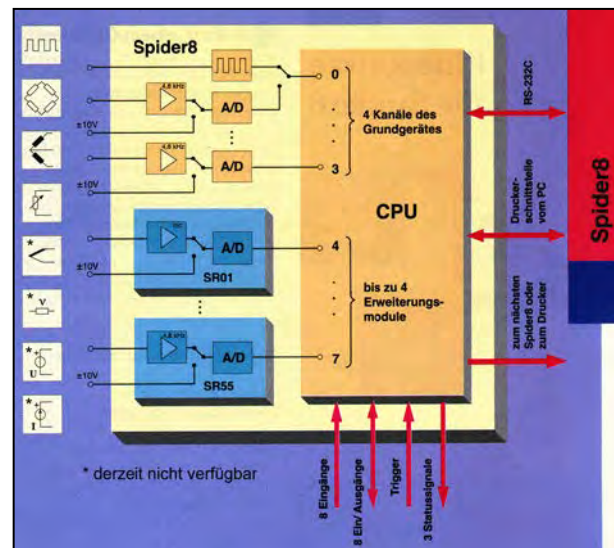 Spider8
0
4,8 kHz
A/D
±10V
4 Kanäle des
Grundgerätes
4,8 kHz
A/D
3
±10V
CPU
A/D
4
±10V
SR01
bis zu 4
Erweiterungs-
module
4,8 kHz
A/D
7
±10V
SR55
RS-232C
Drucker-
schnittstelle
vom PC
zum nächsten
Spider8 oder
zum Drucker
Spider8
*
*
ν
*
U
*
I
* derzeit nicht verfügbar
8 Eingänge
8 Ein/ Ausgänge
Trigger
3 Statussignale